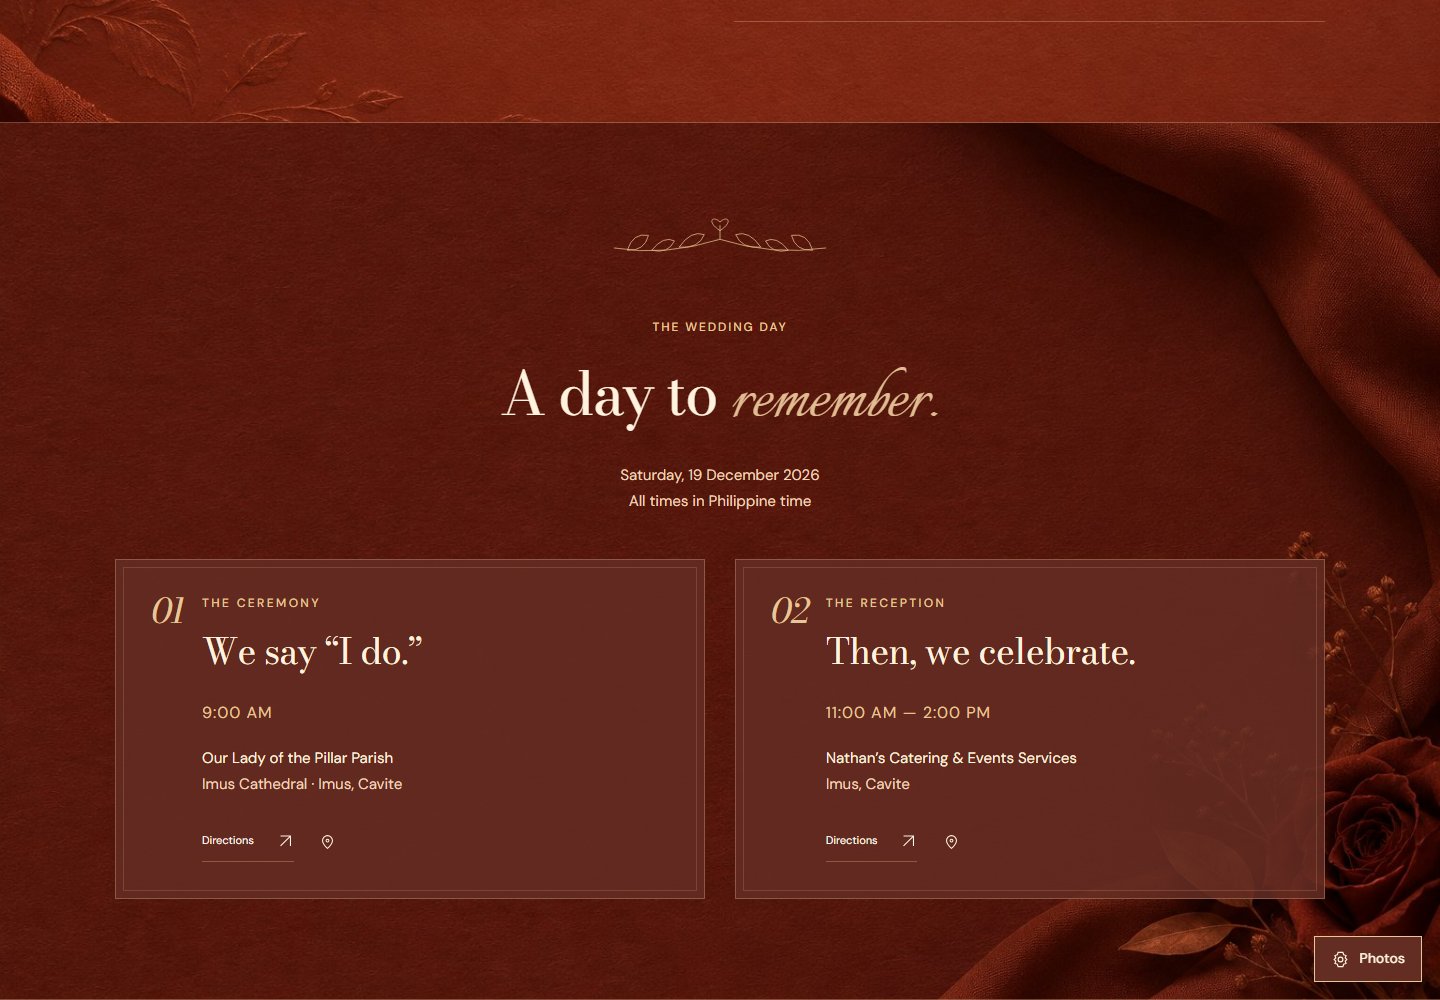 THE WEDDING DAY
A day to remember.
Saturday, 19 December 2026
All times in Philippine time
01
THE CEREMONY
We say “I do.”
9:00 AM
Our Lady of the Pillar Parish
Imus Cathedral · Imus, Cavite
Directions
02
THE RECEPTION
Then, we celebrate.
11:00 AM — 2:00 PM
Nathan’s Catering & Events Services
Imus, Cavite
Directions
Photos